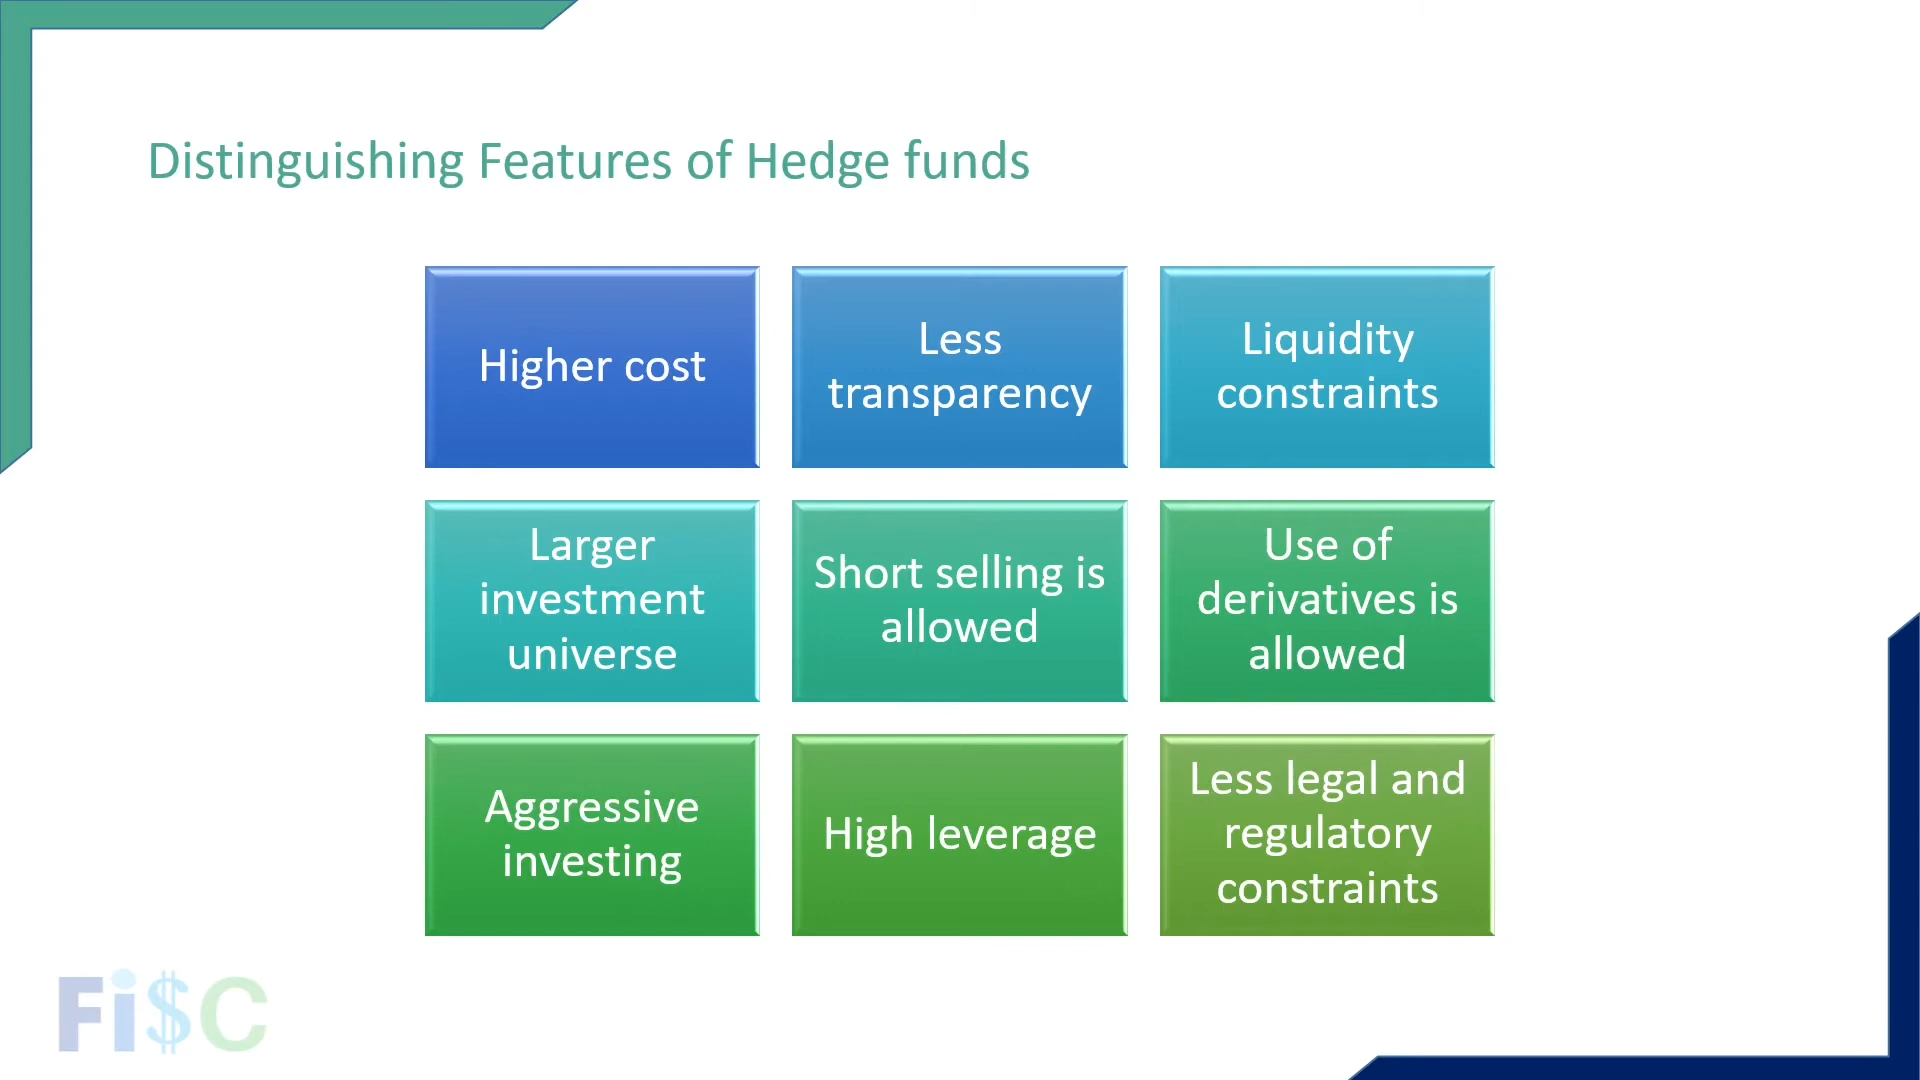 Distinguishing Features of Hedge funds
Higher cost
Less
transparency
Liquidity
constraints
Larger
investment
universe
Short selling is
allowed
Use of
derivatives is
allowed
Aggressive
investing
High leverage
Less legal and
regulatory
constraints
Fi$C